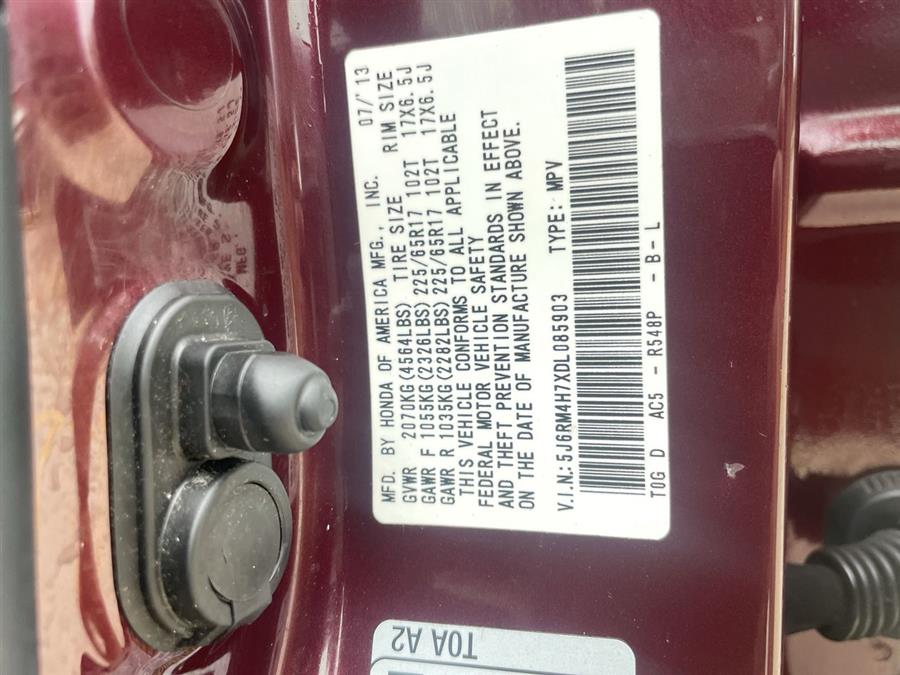 MFD. BY HONDA OF AMERICA MFG., INC. 07/'13
GVWR 2070KG(4564LBS) TIRE SIZE RIM SIZE
GAWR F 1055KG(2326LBS) 225/65R17 102T 17X6.5J
GAWR R 1035KG(2282LBS) 225/65R17 102T 17X6.5J
THIS VEHICLE CONFORMS TO ALL APPLICABLE
FEDERAL MOTOR VEHICLE SAFETY
AND THEFT PREVENTION STANDARDS IN EFFECT
ON THE DATE OF MANUFACTURE SHOWN ABOVE.
V.I.N.: 5J6RM4H7XDL085903 TYPE: MPV
T0G D AC5 - R548P - B - L
T0A A2